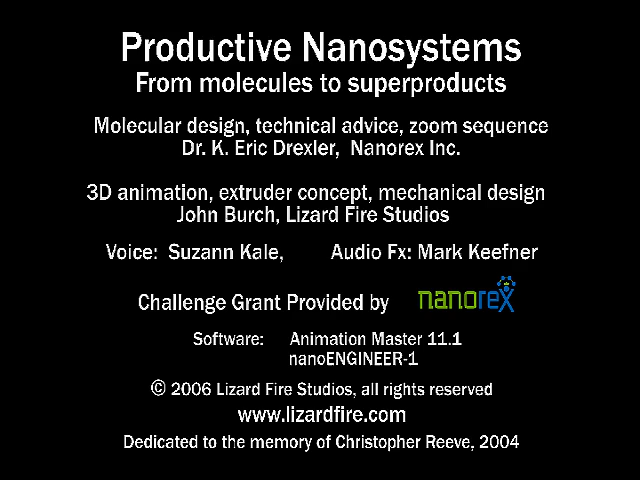 Productive Nanosystems
From molecules to superproducts
Molecular design, technical advice, zoom sequence
Dr. K. Eric Drexler, Nanorex Inc.
3D animation, extruder concept, mechanical design
John Burch, Lizard Fire Studios
Voice: Suzann Kale, Audio Fx: Mark Keefner
Challenge Grant Provided by nanorex
Software: Animation Master 11.1
nanoENGINEER-1
© 2006 Lizard Fire Studios, all rights reserved
www.lizardfire.com
Dedicated to the memory of Christopher Reeve, 2004